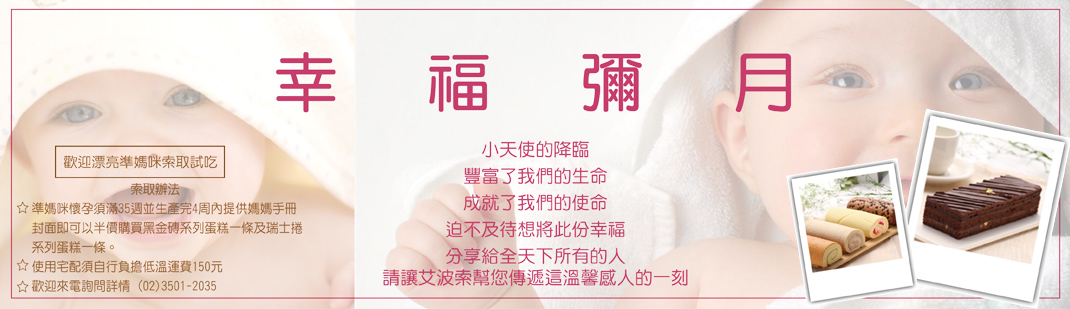 幸福彌月
小天使的降臨
豐富了我們的生命
成就了我們的使命
迫不及待想將此份幸福
分享給全天下所有的人
請讓艾波索幫您傳遞這溫馨感人的一刻
歡迎漂亮準媽咪索取試吃
索取辦法
☆準媽咪懷孕須滿35週並生產完4周內提供媽媽手冊
封面即可以半價購買黑金磚系列蛋糕一條及瑞士捲
系列蛋糕一條。
☆使用宅配須自行負擔低溫運費150元
☆歡迎來電詢問詳情 (02)3501-2035